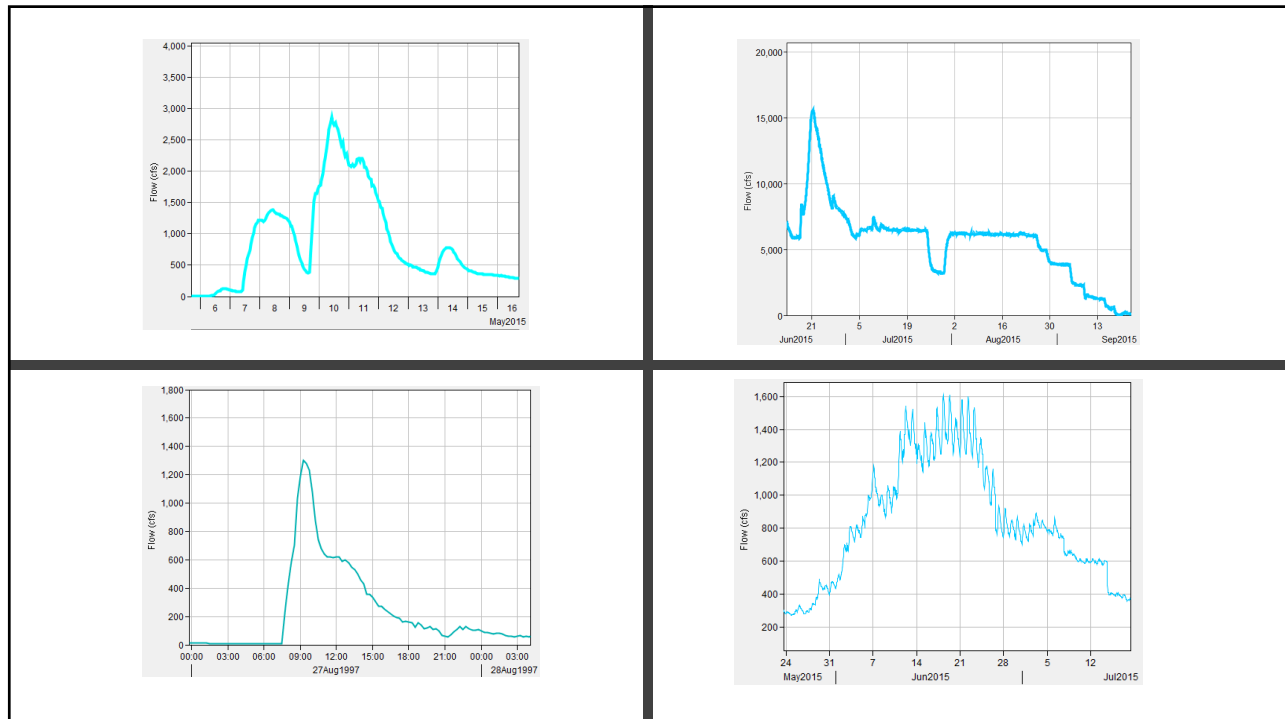 4,000
3,500
3,000
2,500
2,000
1,500
1,000
500
0
Flow (cfs)
6 7 8 9 10 11 12 13 14 15 16
May2015
20,000
15,000
10,000
5,000
0
Flow (cfs)
21 5 19 2 16 30 13
Jun2015 Jul2015 Aug2015 Sep2015
1,800
1,600
1,400
1,200
1,000
800
600
400
200
0
Flow (cfs)
00:00 03:00 06:00 09:00 12:00 15:00 18:00 21:00 00:00 03:00
27Aug1997 28Aug1997
1,600
1,400
1,200
1,000
800
600
400
200
Flow (cfs)
24 31 7 14 21 28 5 12
May2015 Jun2015 Jul2015